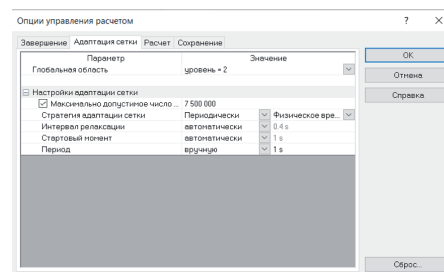 Опции управления расчетом ? ×
Завершение Адаптация сетки Расчет Сохранение
Параметр Значение
Глобальная область уровень = 2
Настройки адаптации сетки
Максимально допустимое число ... 7 500 000
Стратегия адаптации сетки Периодически Физическое вре...
Интервал релаксации автоматически 0.4 s
Стартовый момент автоматически 1 s
Период вручную 1 s
OK
Отмена
Справка
Сброс...